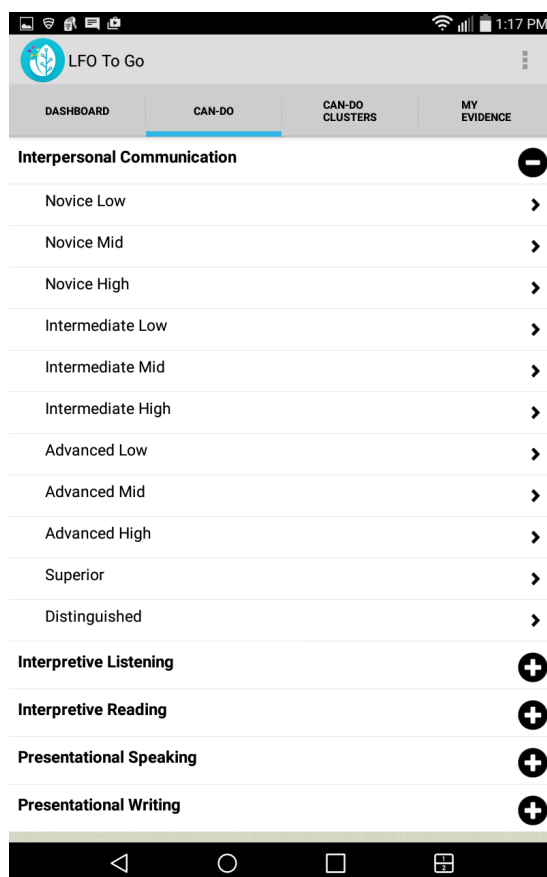 1:17 PM
LFO To Go
DASHBOARD
CAN-DO
CAN-DO
CLUSTERS
MY
EVIDENCE
Interpersonal Communication
Novice Low
Novice Mid
Novice High
Intermediate Low
Intermediate Mid
Intermediate High
Advanced Low
Advanced Mid
Advanced High
Superior
Distinguished
Interpretive Listening
Interpretive Reading
Presentational Speaking
Presentational Writing
1
2